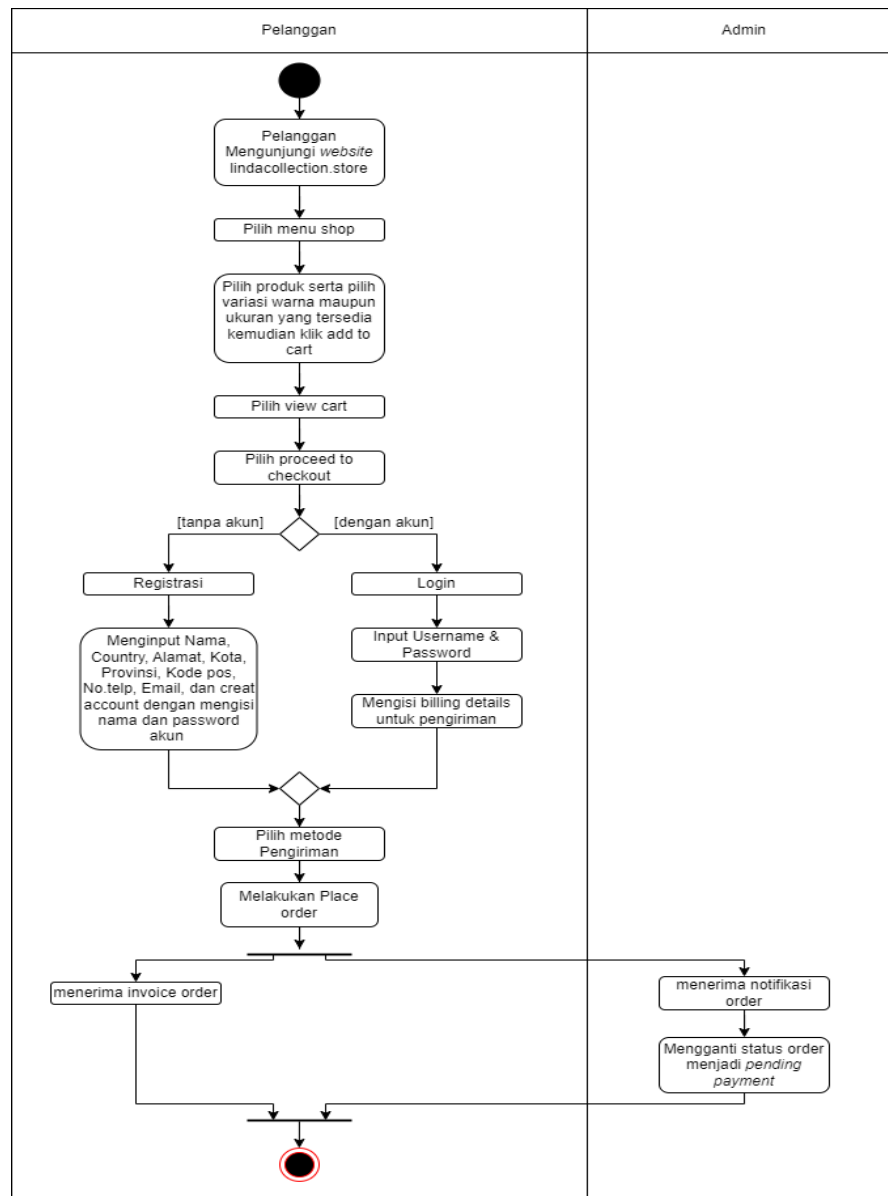 Pelanggan
Admin
Pelanggan
Mengunjungi website
lindacollection.store
Pilih menu shop
Pilih produk serta pilih
variasi warna maupun
ukuran yang tersedia
kemudian klik add to
cart
Pilih view cart
Pilih proceed to
checkout
[tanpa akun]
[dengan akun]
Registrasi
Login
Menginput Nama,
Country, Alamat, Kota,
Provinsi, Kode pos,
No.telp, Email, dan creat
account dengan mengisi
nama dan password
akun
Input Username &
Password
Mengisi billing details
untuk pengiriman
Pilih metode
Pengiriman
Melakukan Place
order
menerima invoice order
menerima notifikasi
order
Mengganti status order
menjadi pending
payment